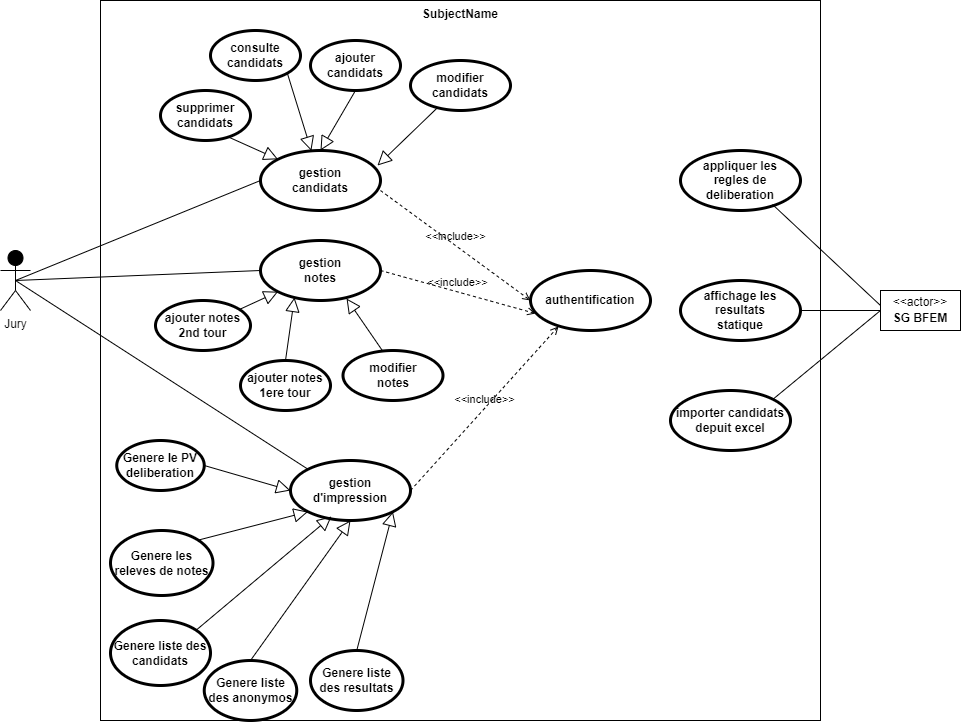 SubjectName
consulte
candidats
ajouter
candidats
modifier
candidats
supprimer
candidats
gestion
candidats
appliquer les
regles de
deliberation
<<include>>
gestion
notes
<<include>>
authentification
affichage les
resultats
statique
<<actor>>
SG BFEM
Jury
ajouter notes
2nd tour
ajouter notes
1ere tour
modifier
notes
<<include>>
importer candidats
depuit excel
Genere le PV
deliberation
gestion
d'impression
Genere les
releves de notes
Genere liste des
candidats
Genere liste
des anonymos
Genere liste
des resultats